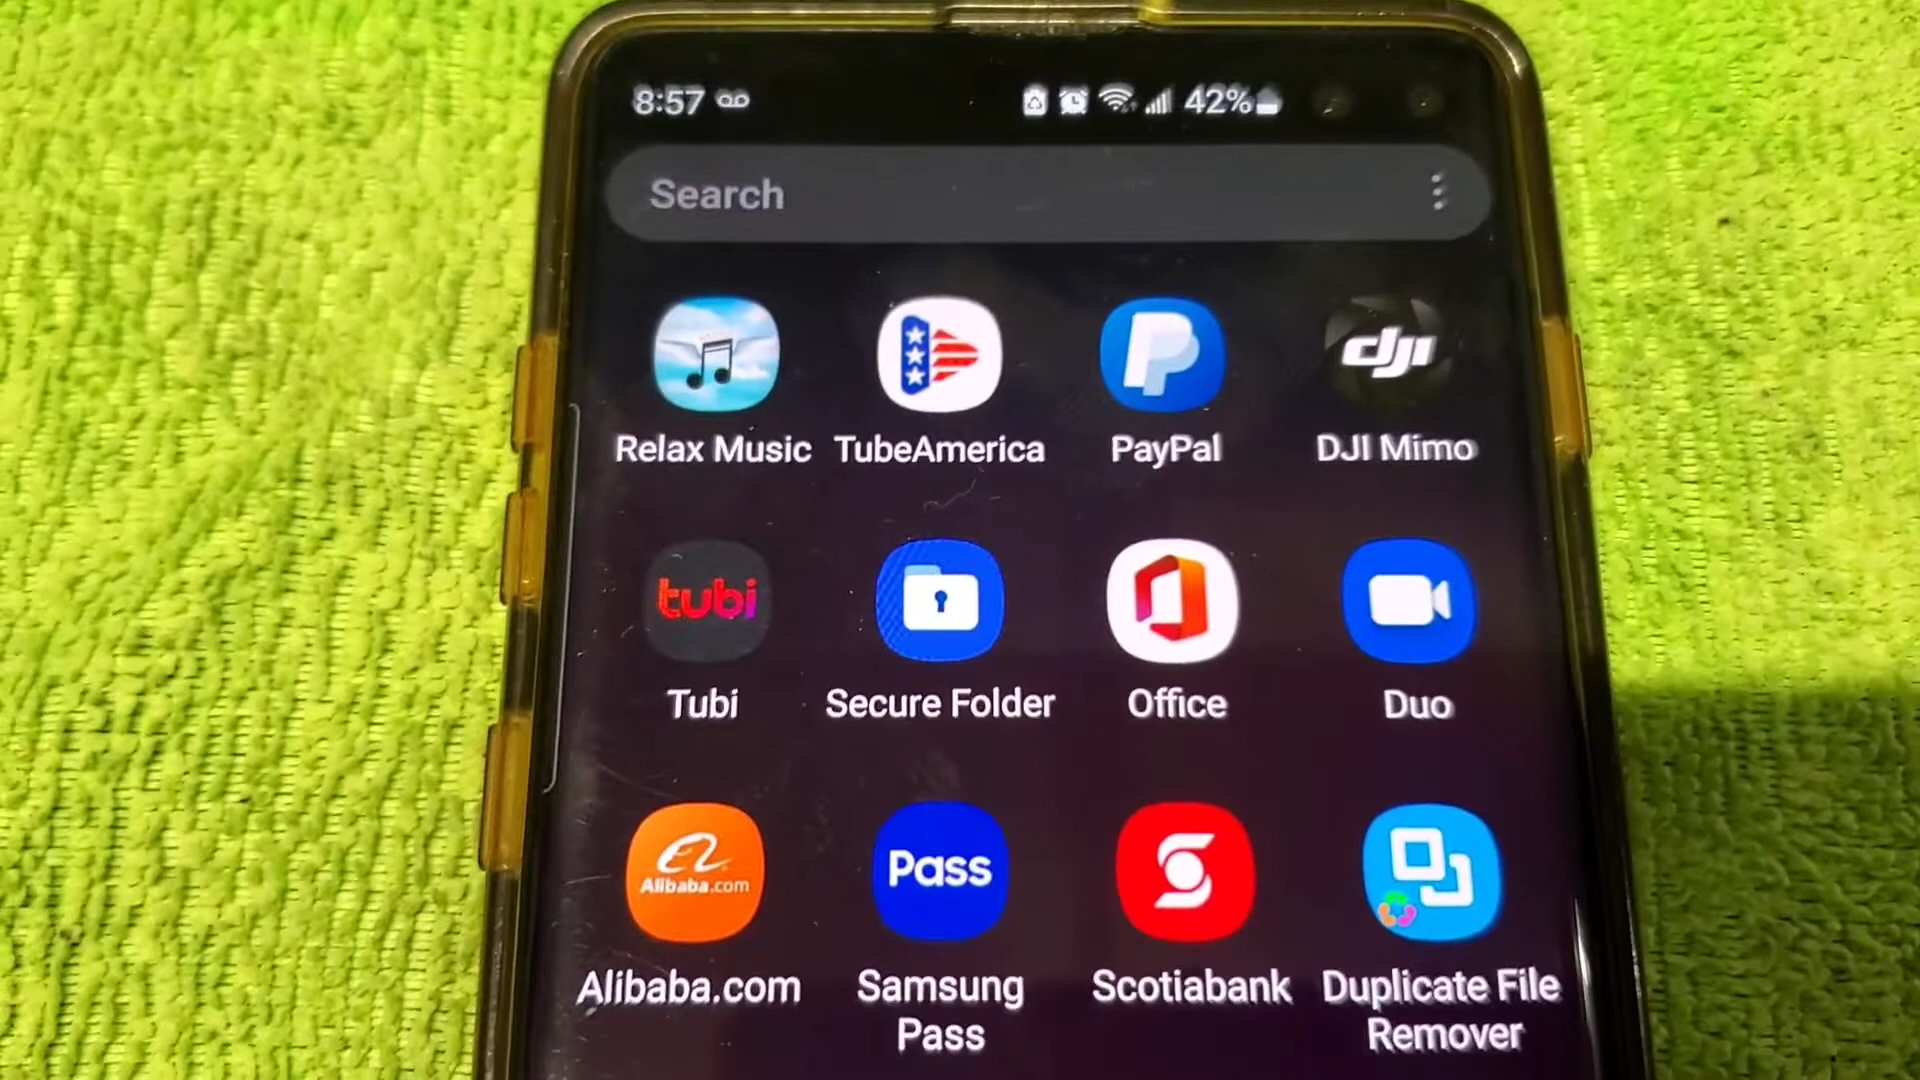 8:57 42%
Search
dji
Relax Music TubeAmerica PayPal DJI Mimo
tubi
Tubi Secure Folder Office Duo
Alibaba.com Pass
Alibaba.com Samsung Pass Scotiabank Duplicate File Remover